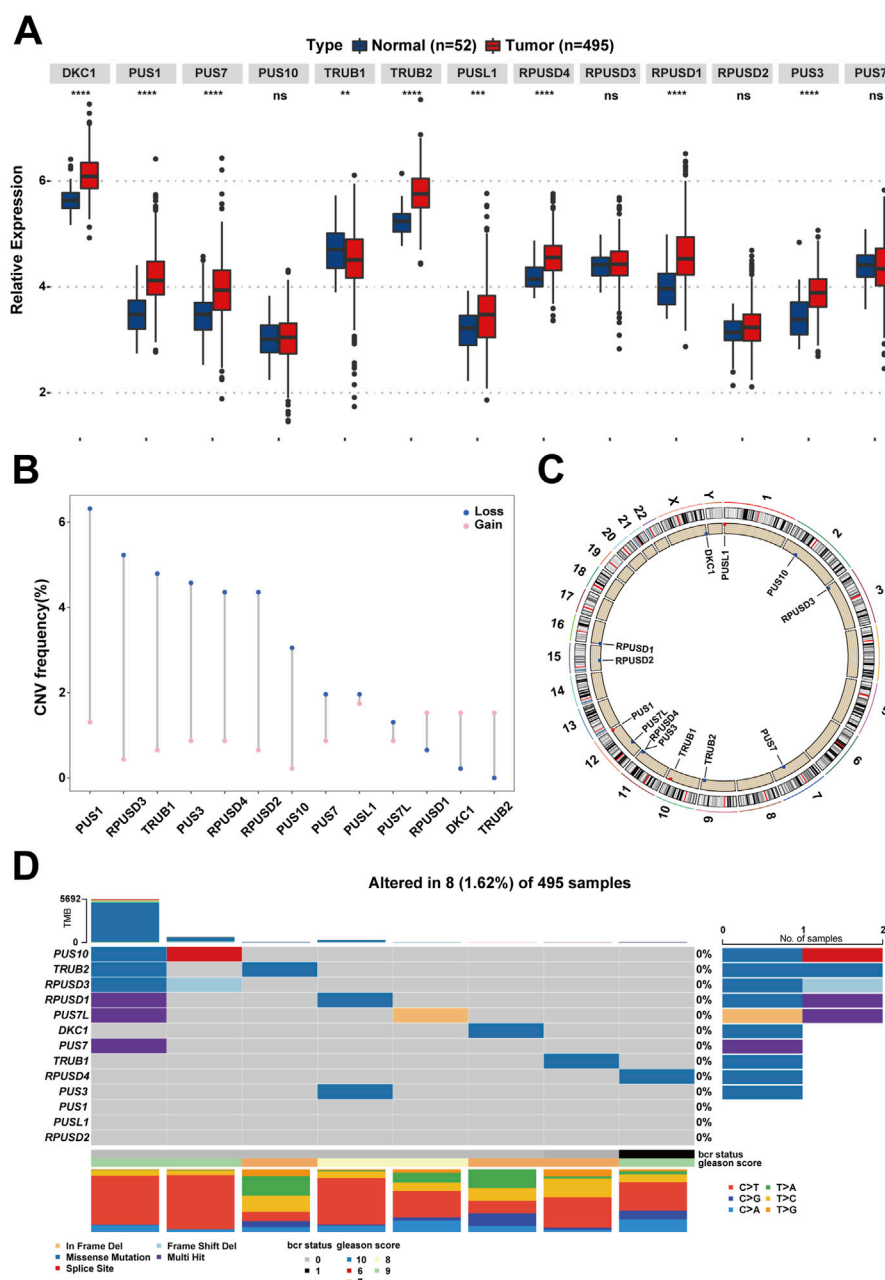 A
Type Normal (n=52) Tumor (n=495)
DKC1 PUS1 PUS7 PUS10 TRUB1 TRUB2 PUSL1 RPUSD4 RPUSD3 RPUSD1 RPUSD2 PUS3 PUS7
**** **** **** ns ** **** *** **** ns **** ns **** ns
Relative Expression
6
4
2
B
Loss
Gain
CNV frequency(%)
6
4
2
0
PUS1 RPUSD3 TRUB1 PUS3 RPUSD4 RPUSD2 PUS10 PUS7 PUSL1 PUS7L RPUSD1 DKC1 TRUB2
C
1 2 3 6 7 8 9 10 11 12 13 14 15 16 17 18 19 20 21 22 X Y
DKC1
PUSL1
PUS10
RPUSD3
RPUSD1
RPUSD2
PUS1
PUS7L
RPUSD4
PUS3
TRUB1
TRUB2
PUS7
D
Altered in 8 (1.62%) of 495 samples
TMB
5692
0
0 1 2
No. of samples
PUS10 0%
TRUB2 0%
RPUSD3 0%
RPUSD1 0%
PUS7L 0%
DKC1 0%
PUS7 0%
TRUB1 0%
RPUSD4 0%
PUS3 0%
PUS1 0%
PUSL1 0%
RPUSD2 0%
bcr status
gleason score
C>T T>A
C>G T>C
C>A T>G
In Frame Del Frame Shift Del
Missense Mutation Multi Hit
Splice Site
bcr status gleason score
0 10 8
1 6 9